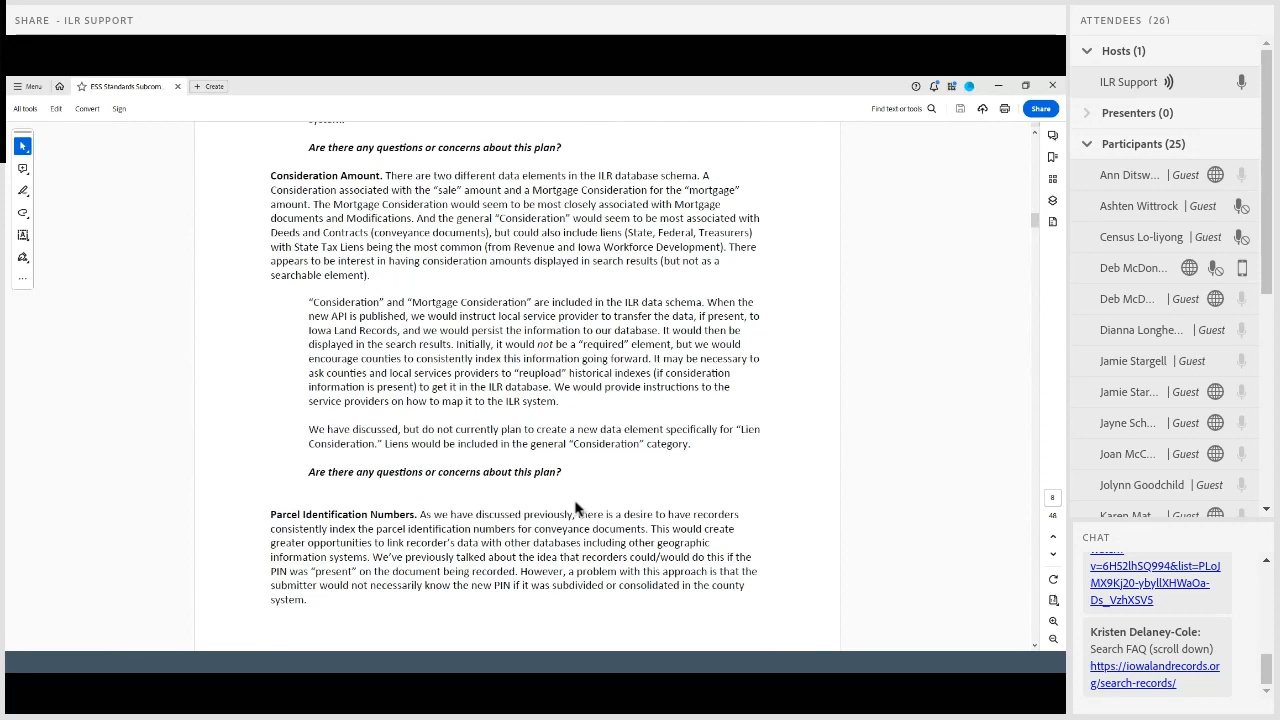 SHARE - ILR SUPPORT
Menu
ESS Standards Subcom...
Create
All tools
Edit
Convert
Sign
Find text or tools
Share
Are there any questions or concerns about this plan?
Consideration Amount. There are two different data elements in the ILR database schema. A
Consideration associated with the “sale” amount and a Mortgage Consideration for the “mortgage”
amount. The Mortgage Consideration would seem to be most closely associated with Mortgage
documents and Modifications. And the general “Consideration” would seem to be most associated with
Deeds and Contracts (conveyance documents), but could also include liens (State, Federal, Treasurers)
with State Tax Liens being the most common (from Revenue and Iowa Workforce Development). There
appears to be interest in having consideration amounts displayed in search results (but not as a
searchable element).
“Consideration” and “Mortgage Consideration” are included in the ILR data schema. When the
new API is published, we would instruct local service provider to transfer the data, if present, to
Iowa Land Records, and we would persist the information to our database. It would then be
displayed in the search results. Initially, it would not be a “required” element, but we would
encourage counties to consistently index this information going forward. It may be necessary to
ask counties and local services providers to “reupload” historical indexes (if consideration
information is present) to get it in the ILR database. We would provide instructions to the
service providers on how to map it to the ILR system.
We have discussed, but do not currently plan to create a new data element specifically for “Lien
Consideration.” Liens would be included in the general “Consideration” category.
Are there any questions or concerns about this plan?
Parcel Identification Numbers. As we have discussed previously, there is a desire to have recorders
consistently index the parcel identification numbers for conveyance documents. This would create
greater opportunities to link recorder’s data with other databases including other geographic
information systems. We’ve previously talked about the idea that recorders could/would do this if the
PIN was “present” on the document being recorded. However, a problem with this approach is that the
submitter would not necessarily know the new PIN if it was subdivided or consolidated in the county
system.
8
ATTENDEES (26)
Hosts (1)
ILR Support
Presenters (0)
Participants (25)
Ann Ditsw... | Guest
Ashten Wittrock | Guest
Census Lo-liyong | Guest
Deb McDon...
Deb McD... | Guest
Dianna Longhe... | Guest
Jamie Stargell | Guest
Jamie Star... | Guest
Jayne Sch... | Guest
Joan McC... | Guest
Jolynn Goodchild | Guest
Karen Mat... | Guest
CHAT
v=6H52lhSQ994&list=PLoJ
MX9Kj20-ybyllXHWaOa-
Ds_VzhXSV5
Kristen Delaney-Cole:
Search FAQ (scroll down)
https://iowalandrecords.or
g/search-records/